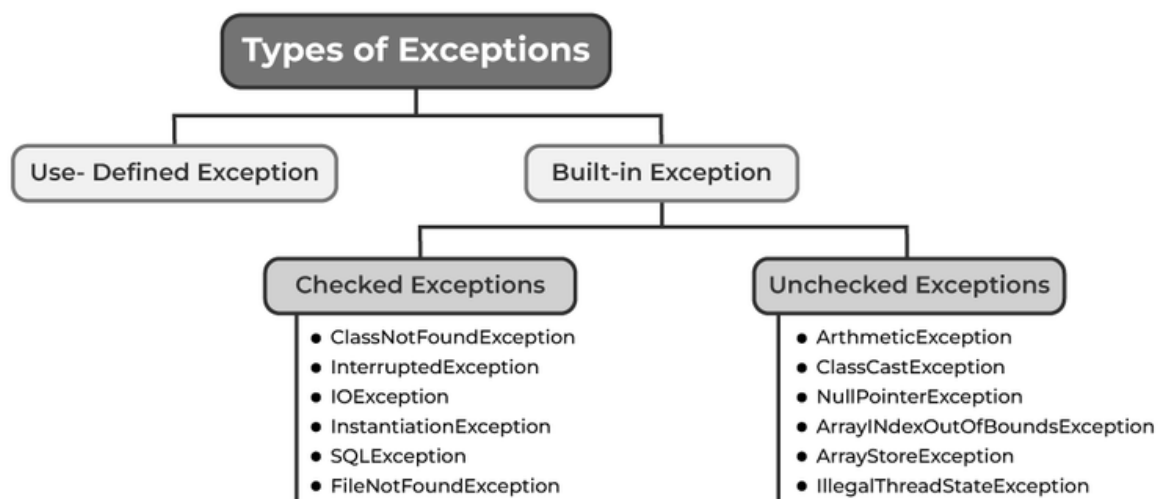 Types of Exceptions
Use- Defined Exception
Built-in Exception
Checked Exceptions
ClassNotFoundException
InterruptedException
IOException
InstantiationException
SQLException
FileNotFoundException
Unchecked Exceptions
ArthmeticException
ClassCastException
NullPointerException
ArrayINdexOutOfBoundsException
ArrayStoreException
IllegalThreadStateException